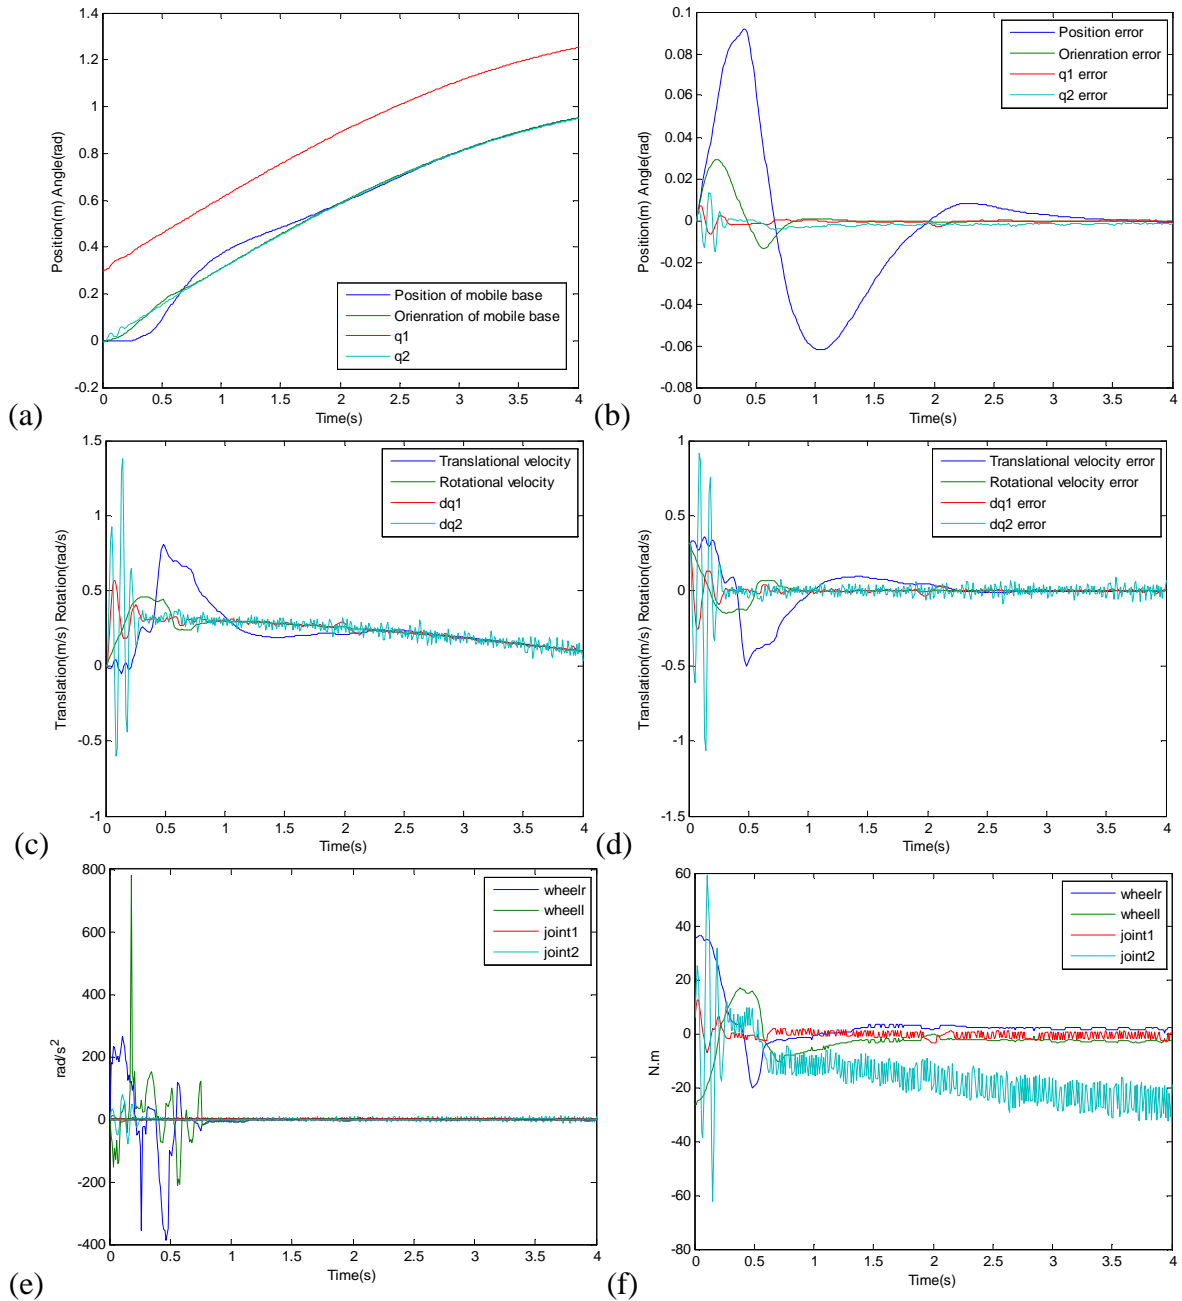 1.4
1.2
1
0.8
0.6
0.4
0.2
0
-0.2
Position(m) Angle(rad)
0 0.5 1 1.5 2 2.5 3 3.5 4
Time(s)
Position of mobile base
Orienration of mobile base
q1
q2
(a)
0.1
0.08
0.06
0.04
0.02
0
-0.02
-0.04
-0.06
-0.08
Position(m) Angle(rad)
0 0.5 1 1.5 2 2.5 3 3.5 4
Time(s)
Position error
Orienration error
q1 error
q2 error
(b)
1.5
1
0.5
0
-0.5
-1
Translation(m/s) Rotation(rad/s)
0 0.5 1 1.5 2 2.5 3 3.5 4
Time(s)
Translational velocity
Rotational velocity
dq1
dq2
(c)
1
0.5
0
-0.5
-1
-1.5
Translation(m/s) Rotation(rad/s)
0 0.5 1 1.5 2 2.5 3 3.5 4
Time(s)
Translational velocity error
Rotational velocity error
dq1 error
dq2 error
(d)
800
600
400
200
0
-200
-400
rad/s²
0 0.5 1 1.5 2 2.5 3 3.5 4
Time(s)
wheelr
wheell
joint1
joint2
(e)
60
40
20
0
-20
-40
-60
-80
N.m
0 0.5 1 1.5 2 2.5 3 3.5 4
Time(s)
wheelr
wheell
joint1
joint2
(f)